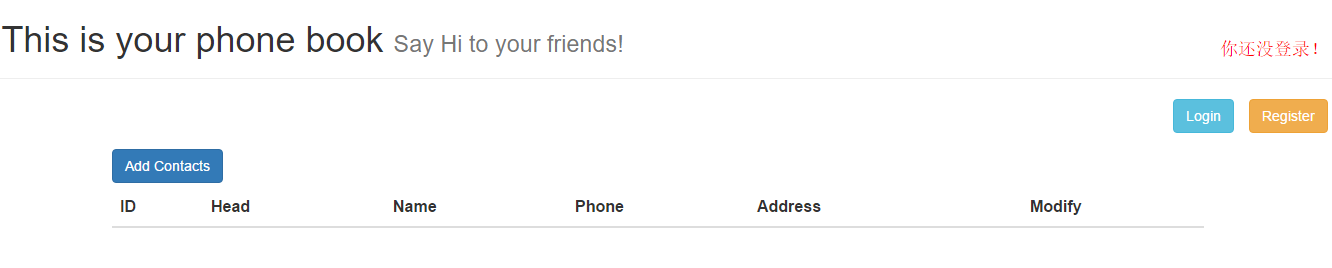 This is your phone book Say Hi to your friends!
你还没登录!
Login Register
Add Contacts
ID Head Name Phone Address Modify